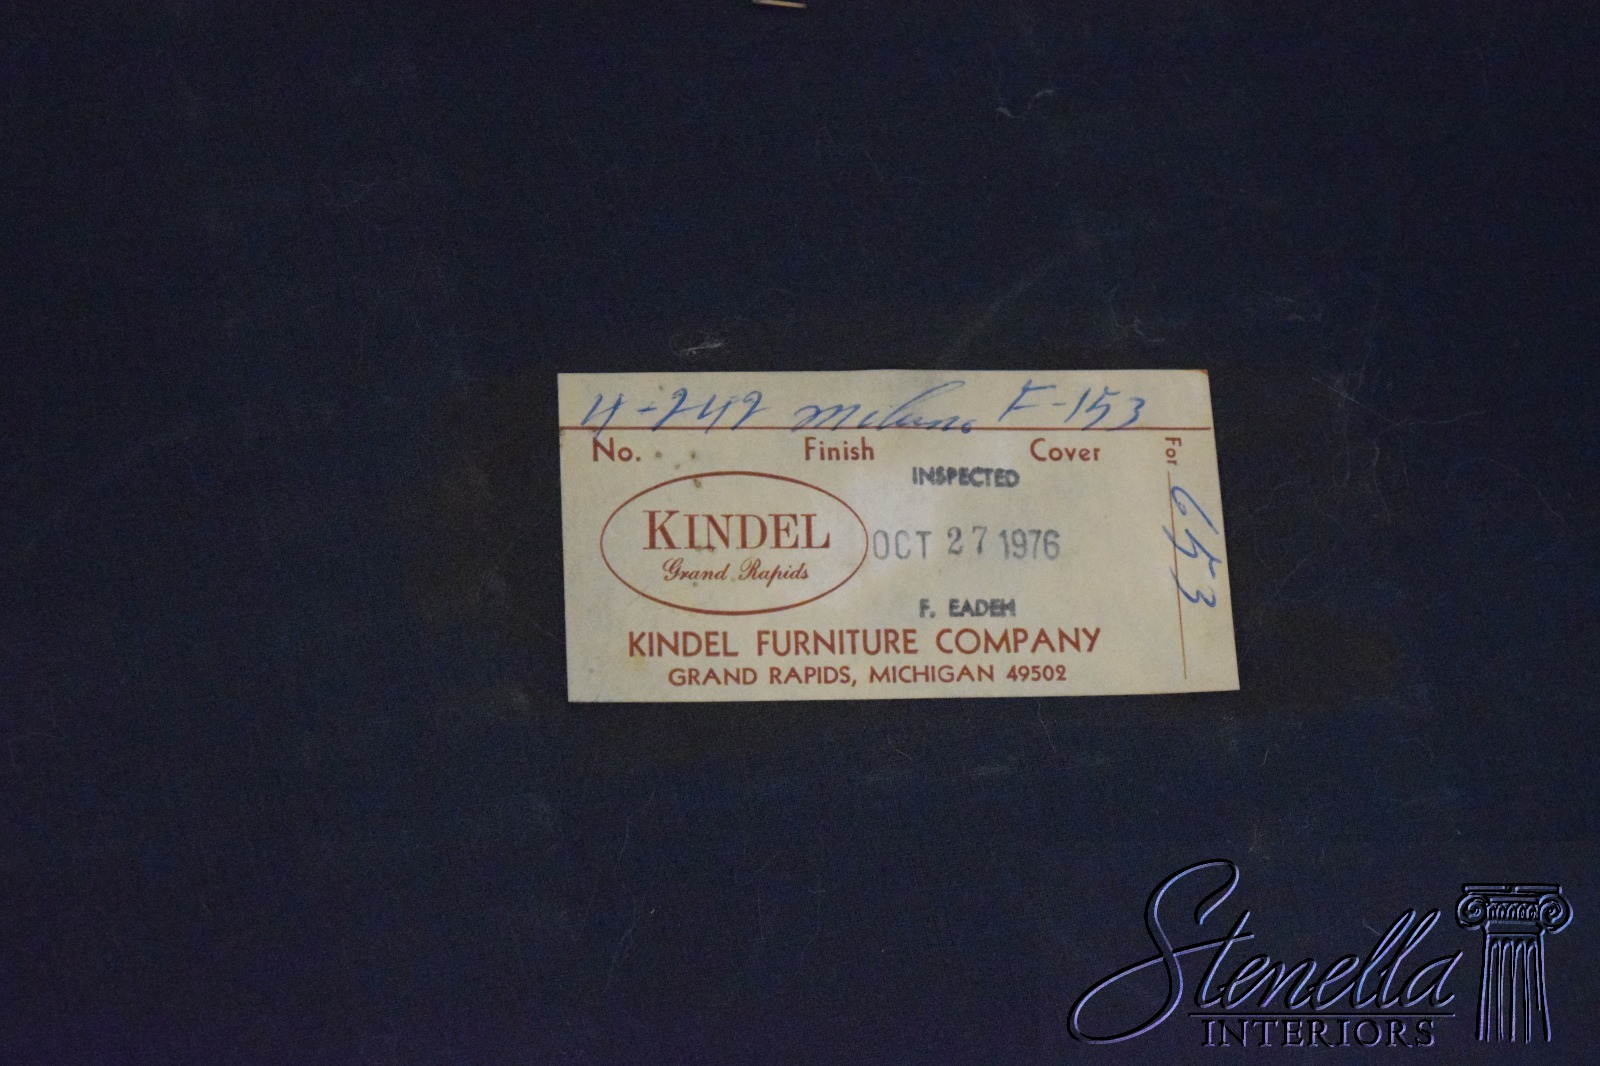 4-242 Milano F-153
No. Finish Cover
For 653
INSPECTED
KINDEL
Grand Rapids
OCT 27 1976
F. EADEH
KINDEL FURNITURE COMPANY
GRAND RAPIDS, MICHIGAN 49502
Stenella
INTERIORS